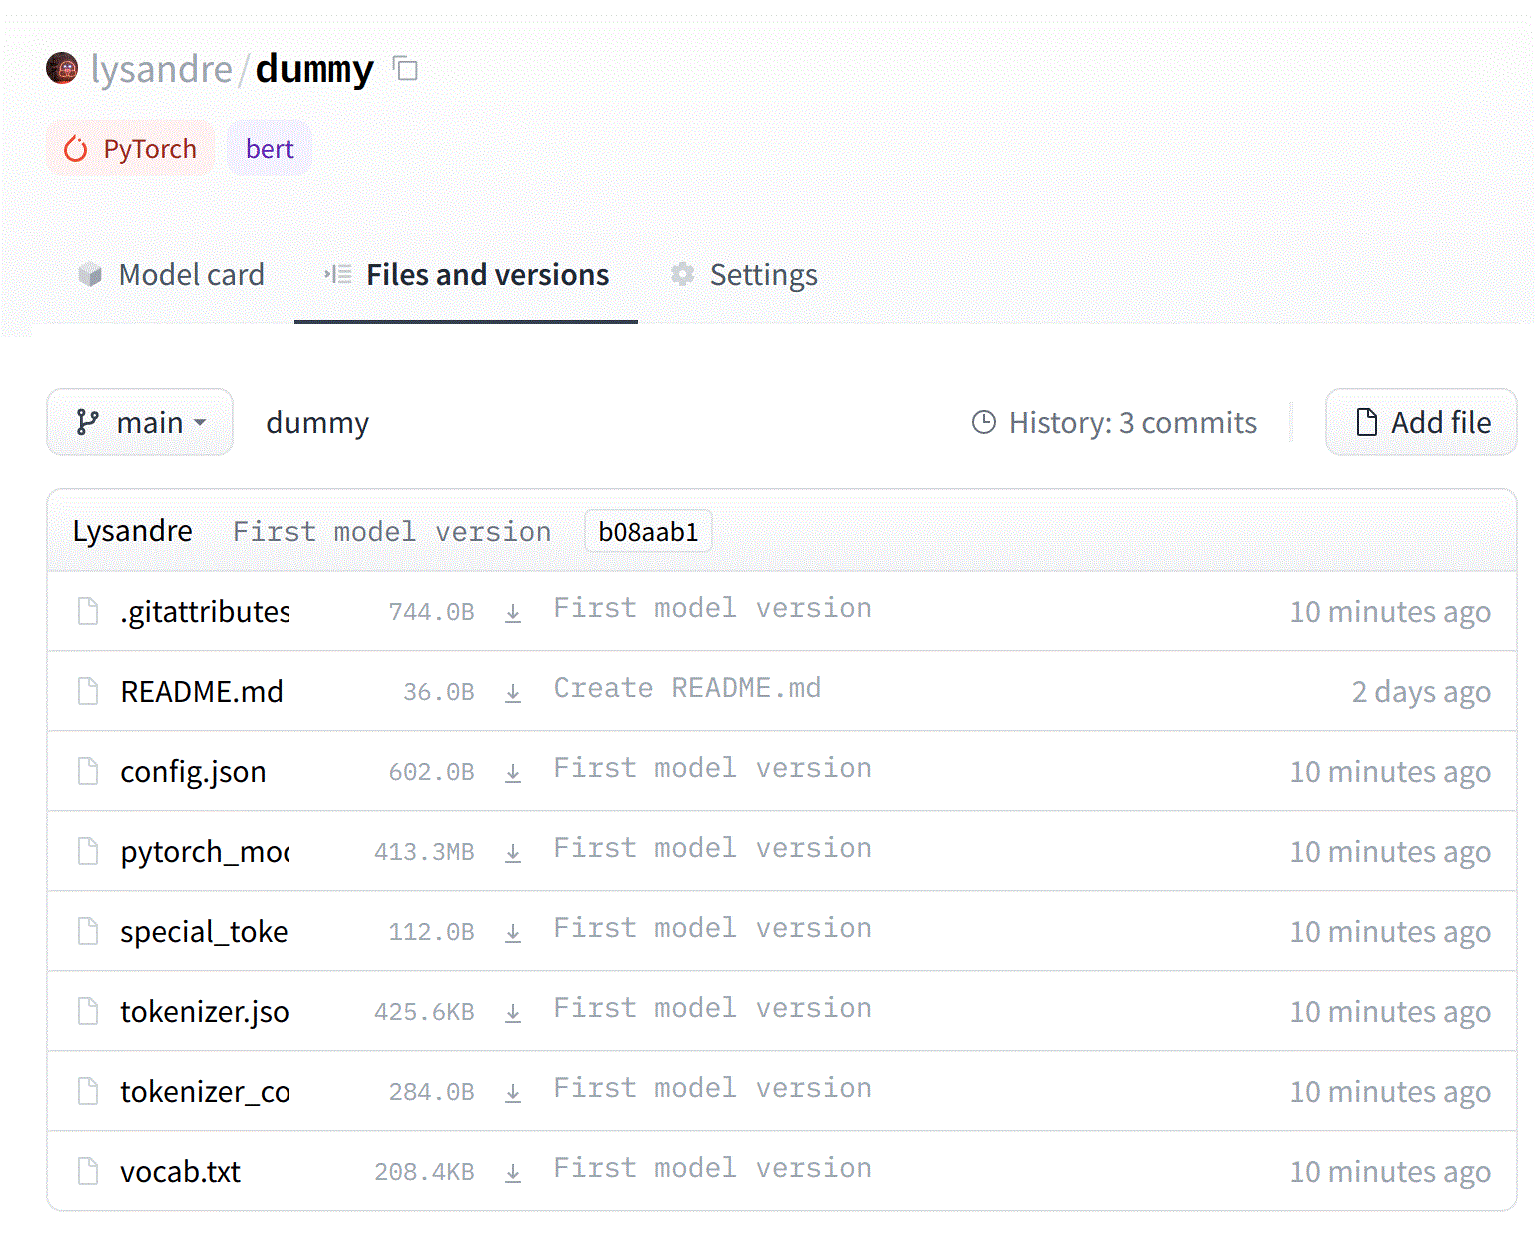 lysandre/dummy
PyTorch bert
Model card Files and versions Settings
main dummy History: 3 commits Add file
Lysandre First model version b08aab1
.gitattributes 744.0B First model version 10 minutes ago
README.md 36.0B Create README.md 2 days ago
config.json 602.0B First model version 10 minutes ago
pytorch_mod 413.3MB First model version 10 minutes ago
special_toke 112.0B First model version 10 minutes ago
tokenizer.jso 425.6KB First model version 10 minutes ago
tokenizer_co 284.0B First model version 10 minutes ago
vocab.txt 208.4KB First model version 10 minutes ago